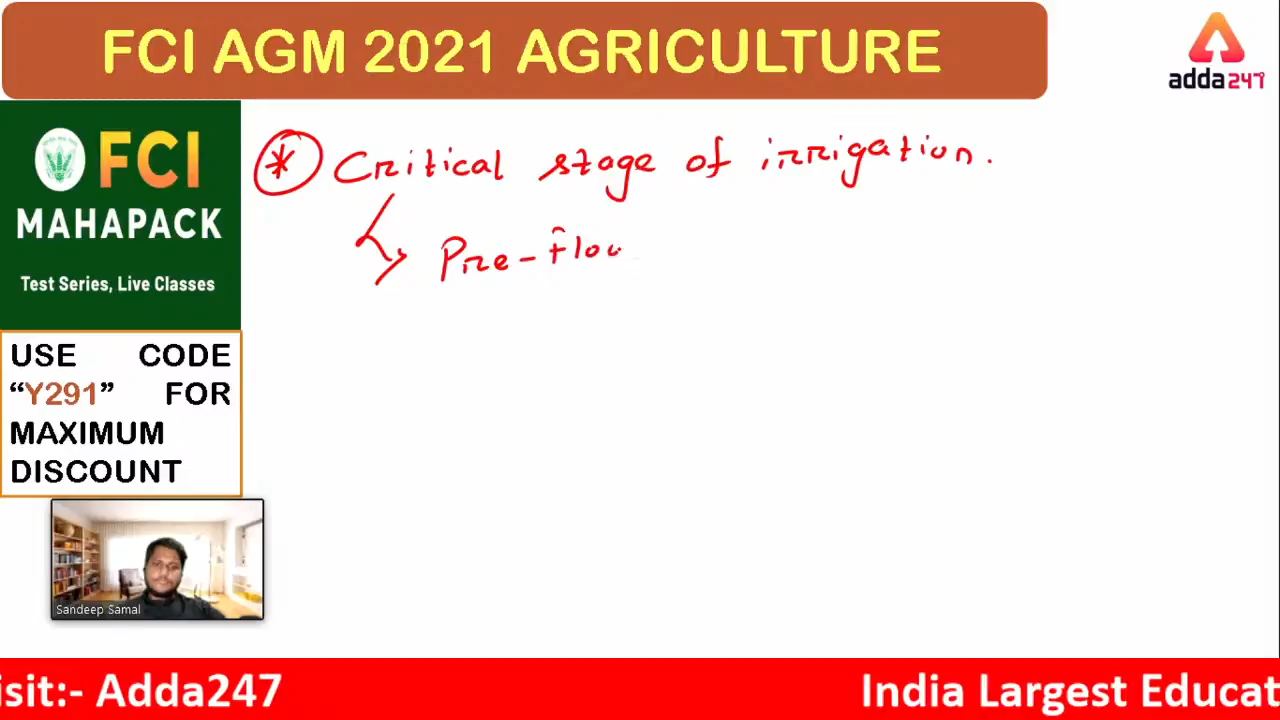 FCI AGM 2021 AGRICULTURE
adda247
FCI
MAHAPACK
Test Series, Live Classes
USE CODE
“Y291” FOR
MAXIMUM
DISCOUNT
* Critical stage of irrigation.
Pre-Flow
Sandeep Samal
isit:- Adda247
India Largest Educat